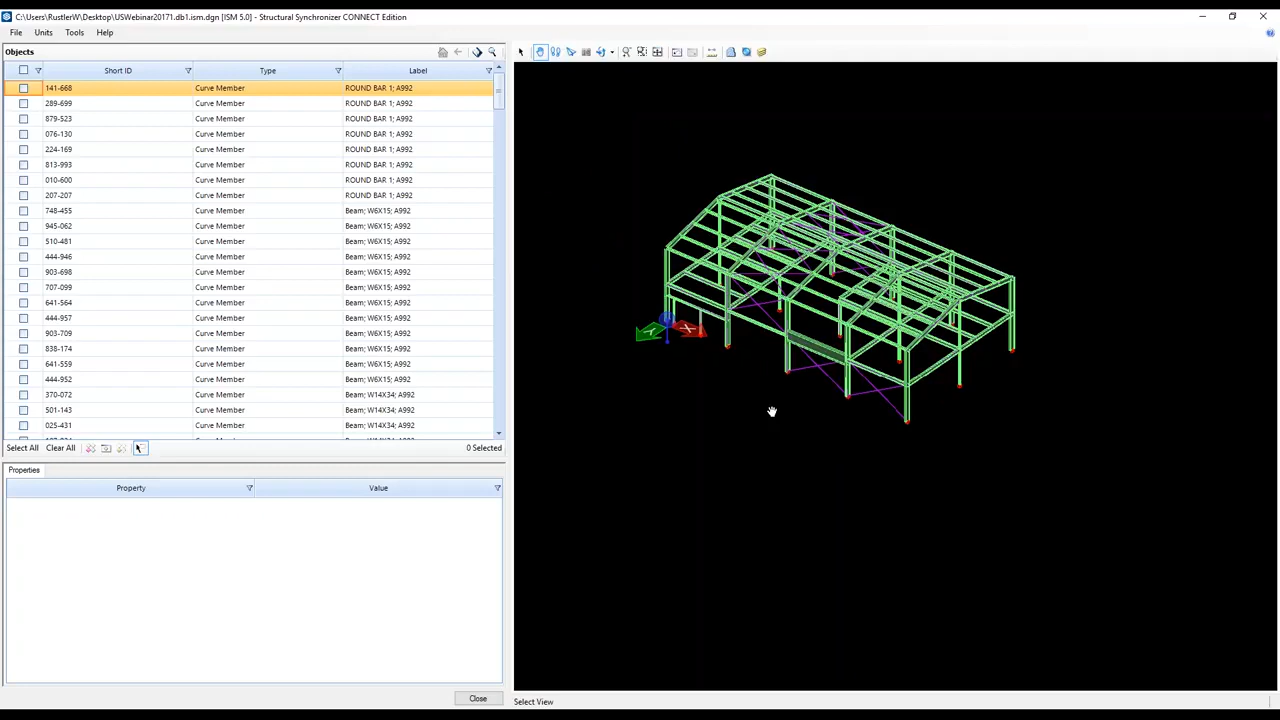 C:\Users\RustlerW\Desktop\USWebinar20171.db1.ism.dgn [ISM 5.0] - Structural Synchronizer CONNECT Edition
File Units Tools Help
Objects
Short ID Type Label
141-668 Curve Member ROUND BAR 1; A992
289-699 Curve Member ROUND BAR 1; A992
879-523 Curve Member ROUND BAR 1; A992
076-130 Curve Member ROUND BAR 1; A992
224-169 Curve Member ROUND BAR 1; A992
813-993 Curve Member ROUND BAR 1; A992
010-600 Curve Member ROUND BAR 1; A992
207-207 Curve Member ROUND BAR 1; A992
748-455 Curve Member Beam; W6X15; A992
945-062 Curve Member Beam; W6X15; A992
510-481 Curve Member Beam; W6X15; A992
444-946 Curve Member Beam; W6X15; A992
903-698 Curve Member Beam; W6X15; A992
707-099 Curve Member Beam; W6X15; A992
641-564 Curve Member Beam; W6X15; A992
444-957 Curve Member Beam; W6X15; A992
903-709 Curve Member Beam; W6X15; A992
838-174 Curve Member Beam; W6X15; A992
641-559 Curve Member Beam; W6X15; A992
444-952 Curve Member Beam; W6X15; A992
370-072 Curve Member Beam; W14X34; A992
501-143 Curve Member Beam; W14X34; A992
025-431 Curve Member Beam; W14X34; A992
Select All Clear All 0 Selected
Properties
Property Value
Close
Select View
X